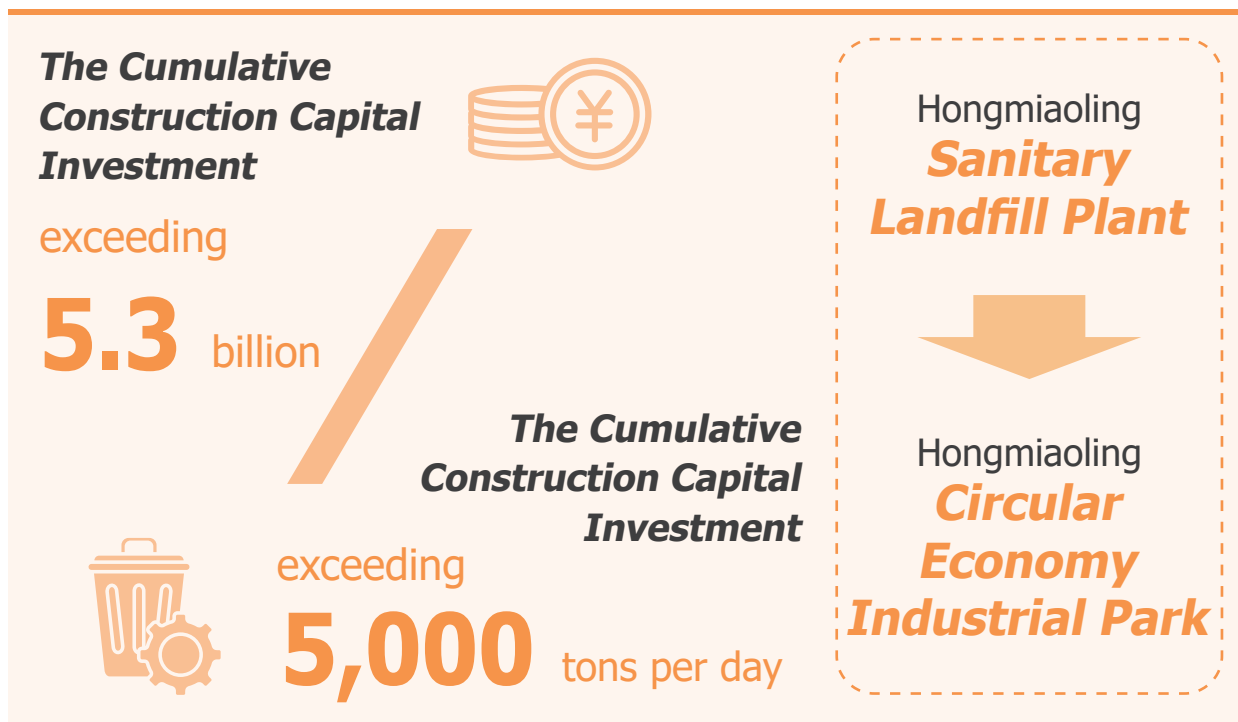 The Cumulative
Construction Capital
Investment
exceeding
5.3 billion
¥
The Cumulative
Construction Capital
Investment
exceeding
5,000 tons per day
Hongmiaoling
Sanitary
Landfill Plant
Hongmiaoling
Circular
Economy
Industrial Park